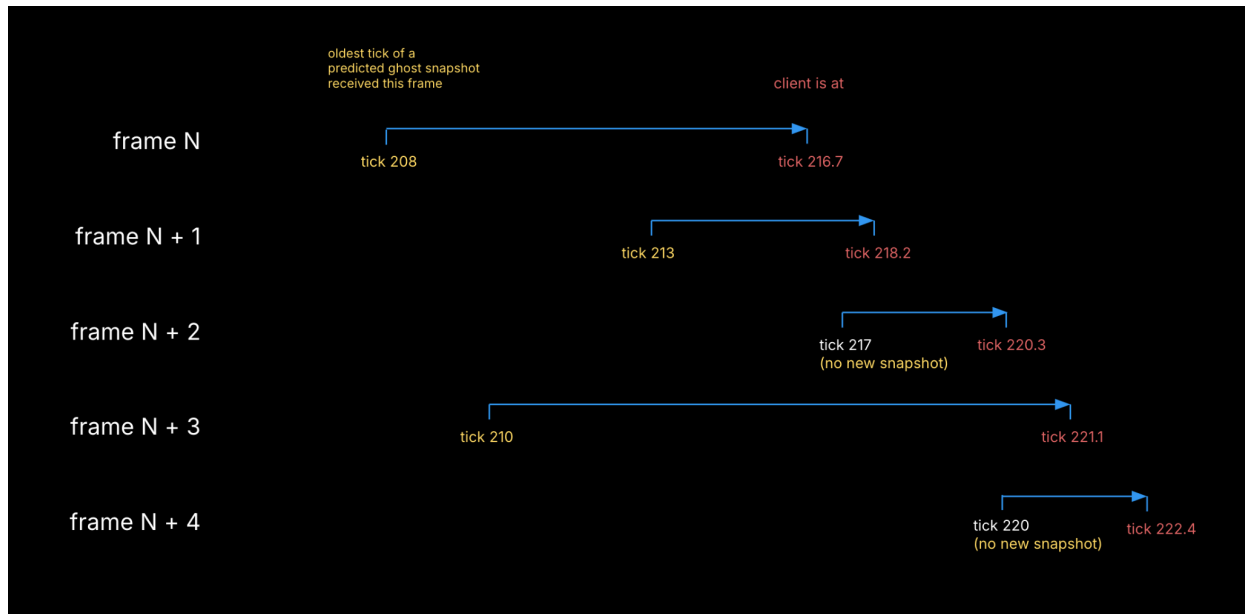 oldest tick of a
predicted ghost snapshot
received this frame
client is at
frame N
tick 208
tick 216.7
frame N + 1
tick 213
tick 218.2
frame N + 2
tick 217
(no new snapshot)
tick 220.3
frame N + 3
tick 210
tick 221.1
frame N + 4
tick 220
(no new snapshot)
tick 222.4